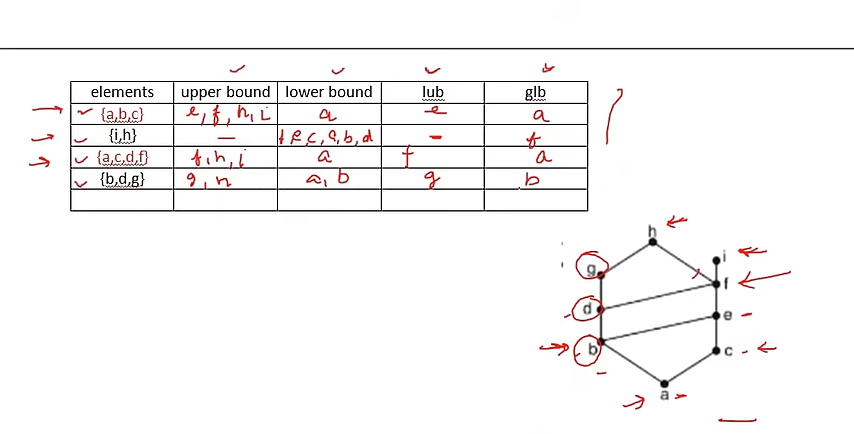 elements upper bound lower bound lub glb
{a,b,c} e, f, h, i a e a
{i,h} — f e, c, a, b, d - f
{a,c,d,f} f, h, i a f a
{b,d,g} g, h a, b g b
h
i
g
f
d
e
b
c
a